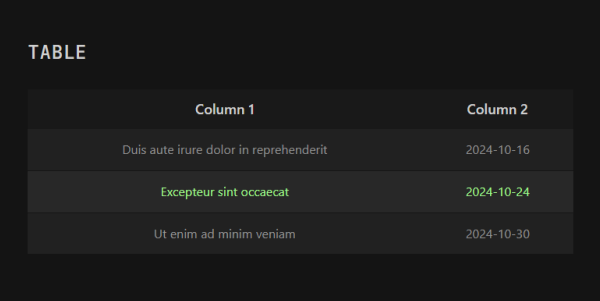 TABLE
Column 1 Column 2
Duis aute irure dolor in reprehenderit 2024-10-16
Excepteur sint occaecat 2024-10-24
Ut enim ad minim veniam 2024-10-30